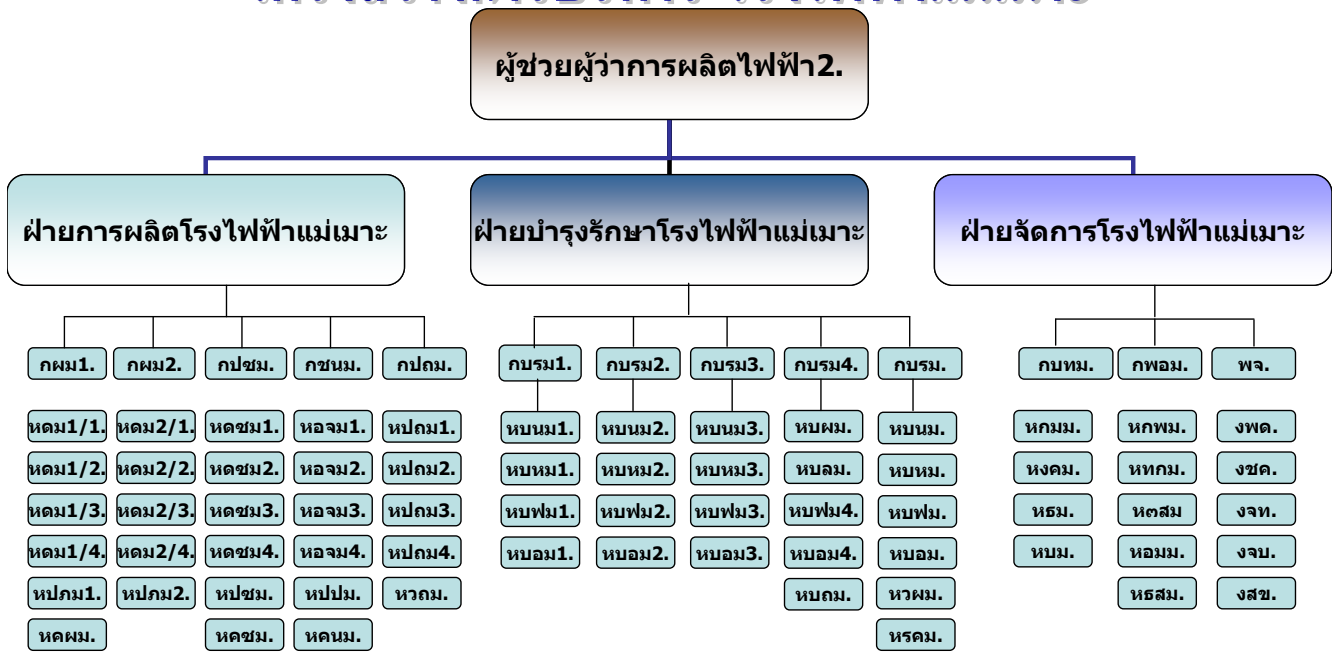 ผู้ช่วยผู้ว่าการผลิตไฟฟ้า2.
ฝ่ายการผลิตโรงไฟฟ้าแม่เมาะ ฝ่ายบำรุงรักษาโรงไฟฟ้าแม่เมาะ ฝ่ายจัดการโรงไฟฟ้าแม่เมาะ
กผม1. กผม2. กปซม. กซนม. กปถม. กบรม1. กบรม2. กบรม3. กบรม4. กบรม. กบทม. กพอม. พจ.
หดม1/1. หดม2/1. หดซม1. หอจม1. หปถม1. หบนม1. หบนม2. หบนม3. หบผม. หบนม. หกมม. หกพม. งพด.
หดม1/2. หดม2/2. หดซม2. หอจม2. หปถม2. หบหม1. หบหม2. หบหม3. หบลม. หบหม. หงคม. หทกม. งชค.
หดม1/3. หดม2/3. หดซม3. หอจม3. หปถม3. หบฟม1. หบฟม2. หบฟม3. หบฟม4. หบฟม. หธม. ห๓สม งจท.
หดม1/4. หดม2/4. หดซม4. หอจม4. หปถม4. หบอม1. หบอม2. หบอม3. หบอม4. หบอม. หบม. หอมม. งจบ.
หปภม1. หปภม2. หปซม. หปปม. หวถม. หบถม. หวผม. หธสม. งสข.
หคผม. หคซม. หคนม. หรคม.